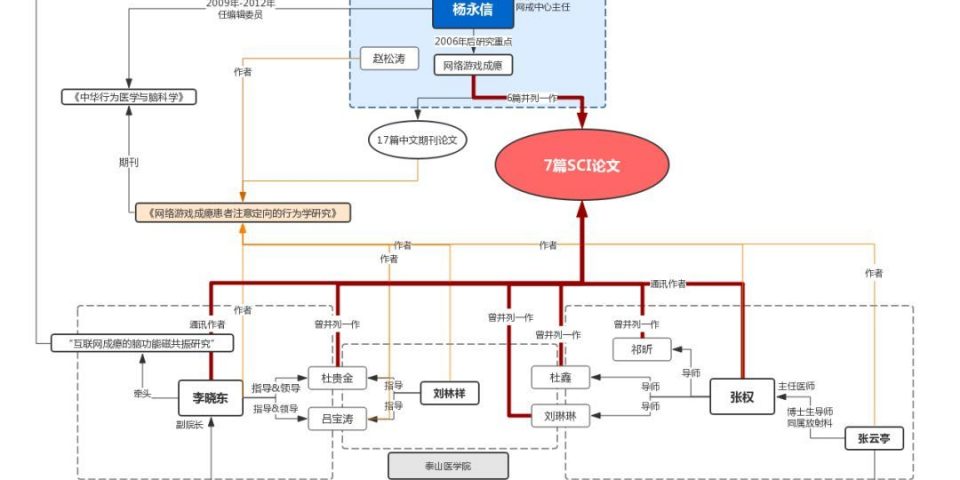 2009年-2012年
任编辑委员
杨永信
网戒中心主任
2006年后研究重点
赵松涛
网络游戏成瘾
作者
《中华行为医学与脑科学》
6篇并列一作
17篇中文期刊论文
7篇SCI论文
期刊
《网络游戏成瘾患者注意定向的行为学研究》
作者
作者
作者
作者
通讯作者
作者
通讯作者
曾并列一作
曾并列一作
曾并列一作
曾并列一作
"互联网成瘾的脑功能磁共振研究"
祁昕
牵头
李晓东
指导&领导
指导&领导
杜贵金
吕宝涛
指导
指导
刘林祥
杜鑫
刘琳琳
导师
导师
导师
张权
主任医师
博士生导师
同属放射科
张云亭
副院长
泰山医学院